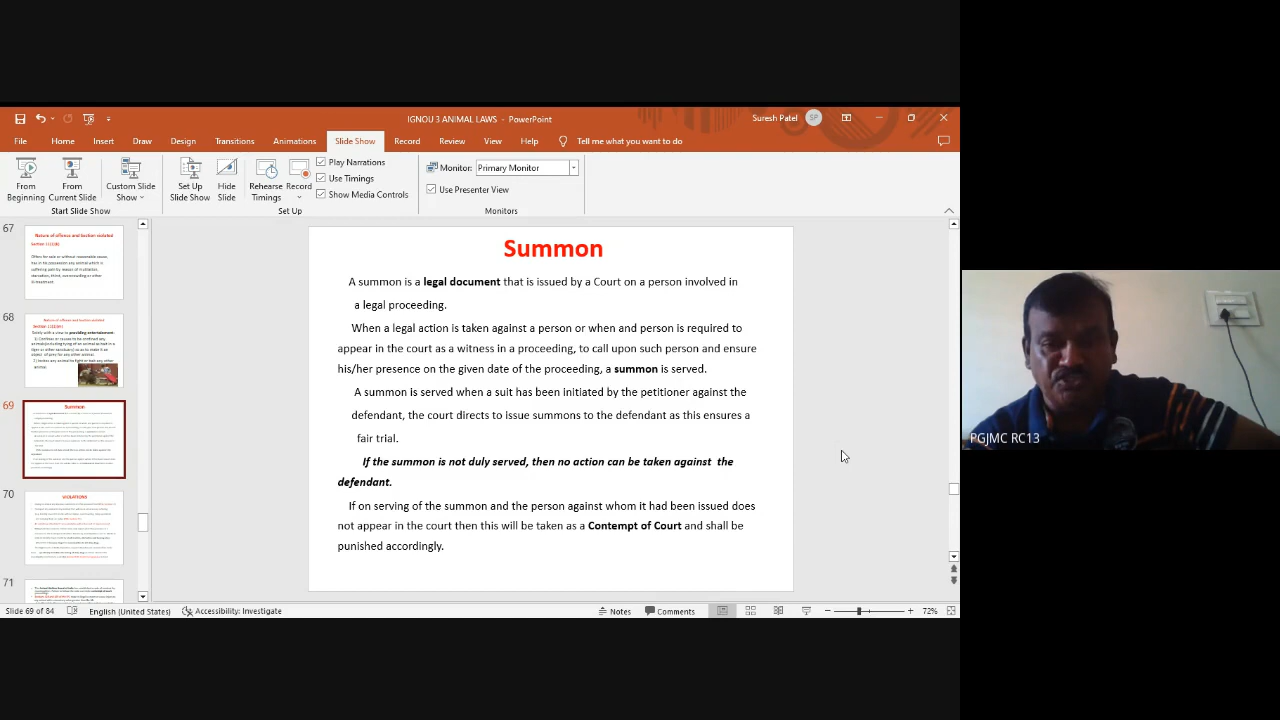 IGNOU 3 ANIMAL LAWS - PowerPoint
Suresh Patel
SP
File Home Insert Draw Design Transitions Animations Slide Show Record Review View Help Tell me what you want to do
From Beginning
From Current Slide
Custom Slide Show
Set Up Slide Show
Hide Slide
Rehearse Timings
Record
Play Narrations
Use Timings
Show Media Controls
Monitor: Primary Monitor
Use Presenter View
Start Slide Show
Set Up
Monitors
67
68
69
Summon
70
VIOLATIONS
71
Summon
A summon is a legal document that is issued by a Court on a person involved in
a legal proceeding.
When a legal action is taken against a person or when and person is required to
appear in the court as a witness in a proceeding, to call upon such person and ensure
his/her presence on the given date of the proceeding, a summon is served.
A summon is served when a suit has been initiated by the petitioner against the
defendant, the court directs to issue summons to the defendant as this ensures a
fair trial.
If the summon is not duly served, then no action can be taken against the
defendant.
If on serving of the summon and the person against whom it had been issued does
not appear in the court then this will be taken as a Contempt of Court and shall be
punished accordingly.
PGJMC RC13
Slide 69 of 84
English (United States)
Accessibility: Investigate
Notes
Comments
72%